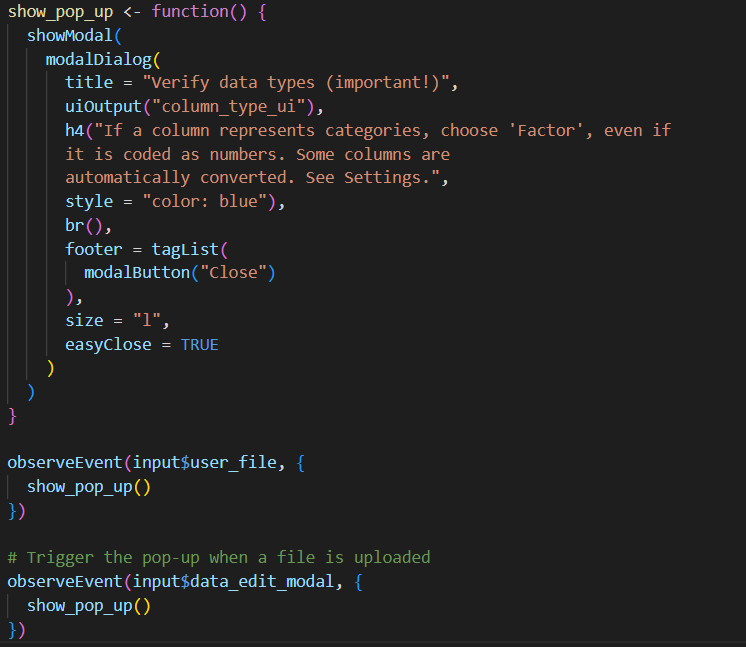 show_pop_up <- function() {
  showModal(
    modalDialog(
      title = "Verify data types (important!)",
      uiOutput("column_type_ui"),
      h4("If a column represents categories, choose 'Factor', even if
      it is coded as numbers. Some columns are
      automatically converted. See Settings.",
      style = "color: blue"),
      br(),
      footer = tagList(
        modalButton("Close")
      ),
      size = "l",
      easyClose = TRUE
    )
  )
}

observeEvent(input$user_file, {
  show_pop_up()
})

# Trigger the pop-up when a file is uploaded
observeEvent(input$data_edit_modal, {
  show_pop_up()
})